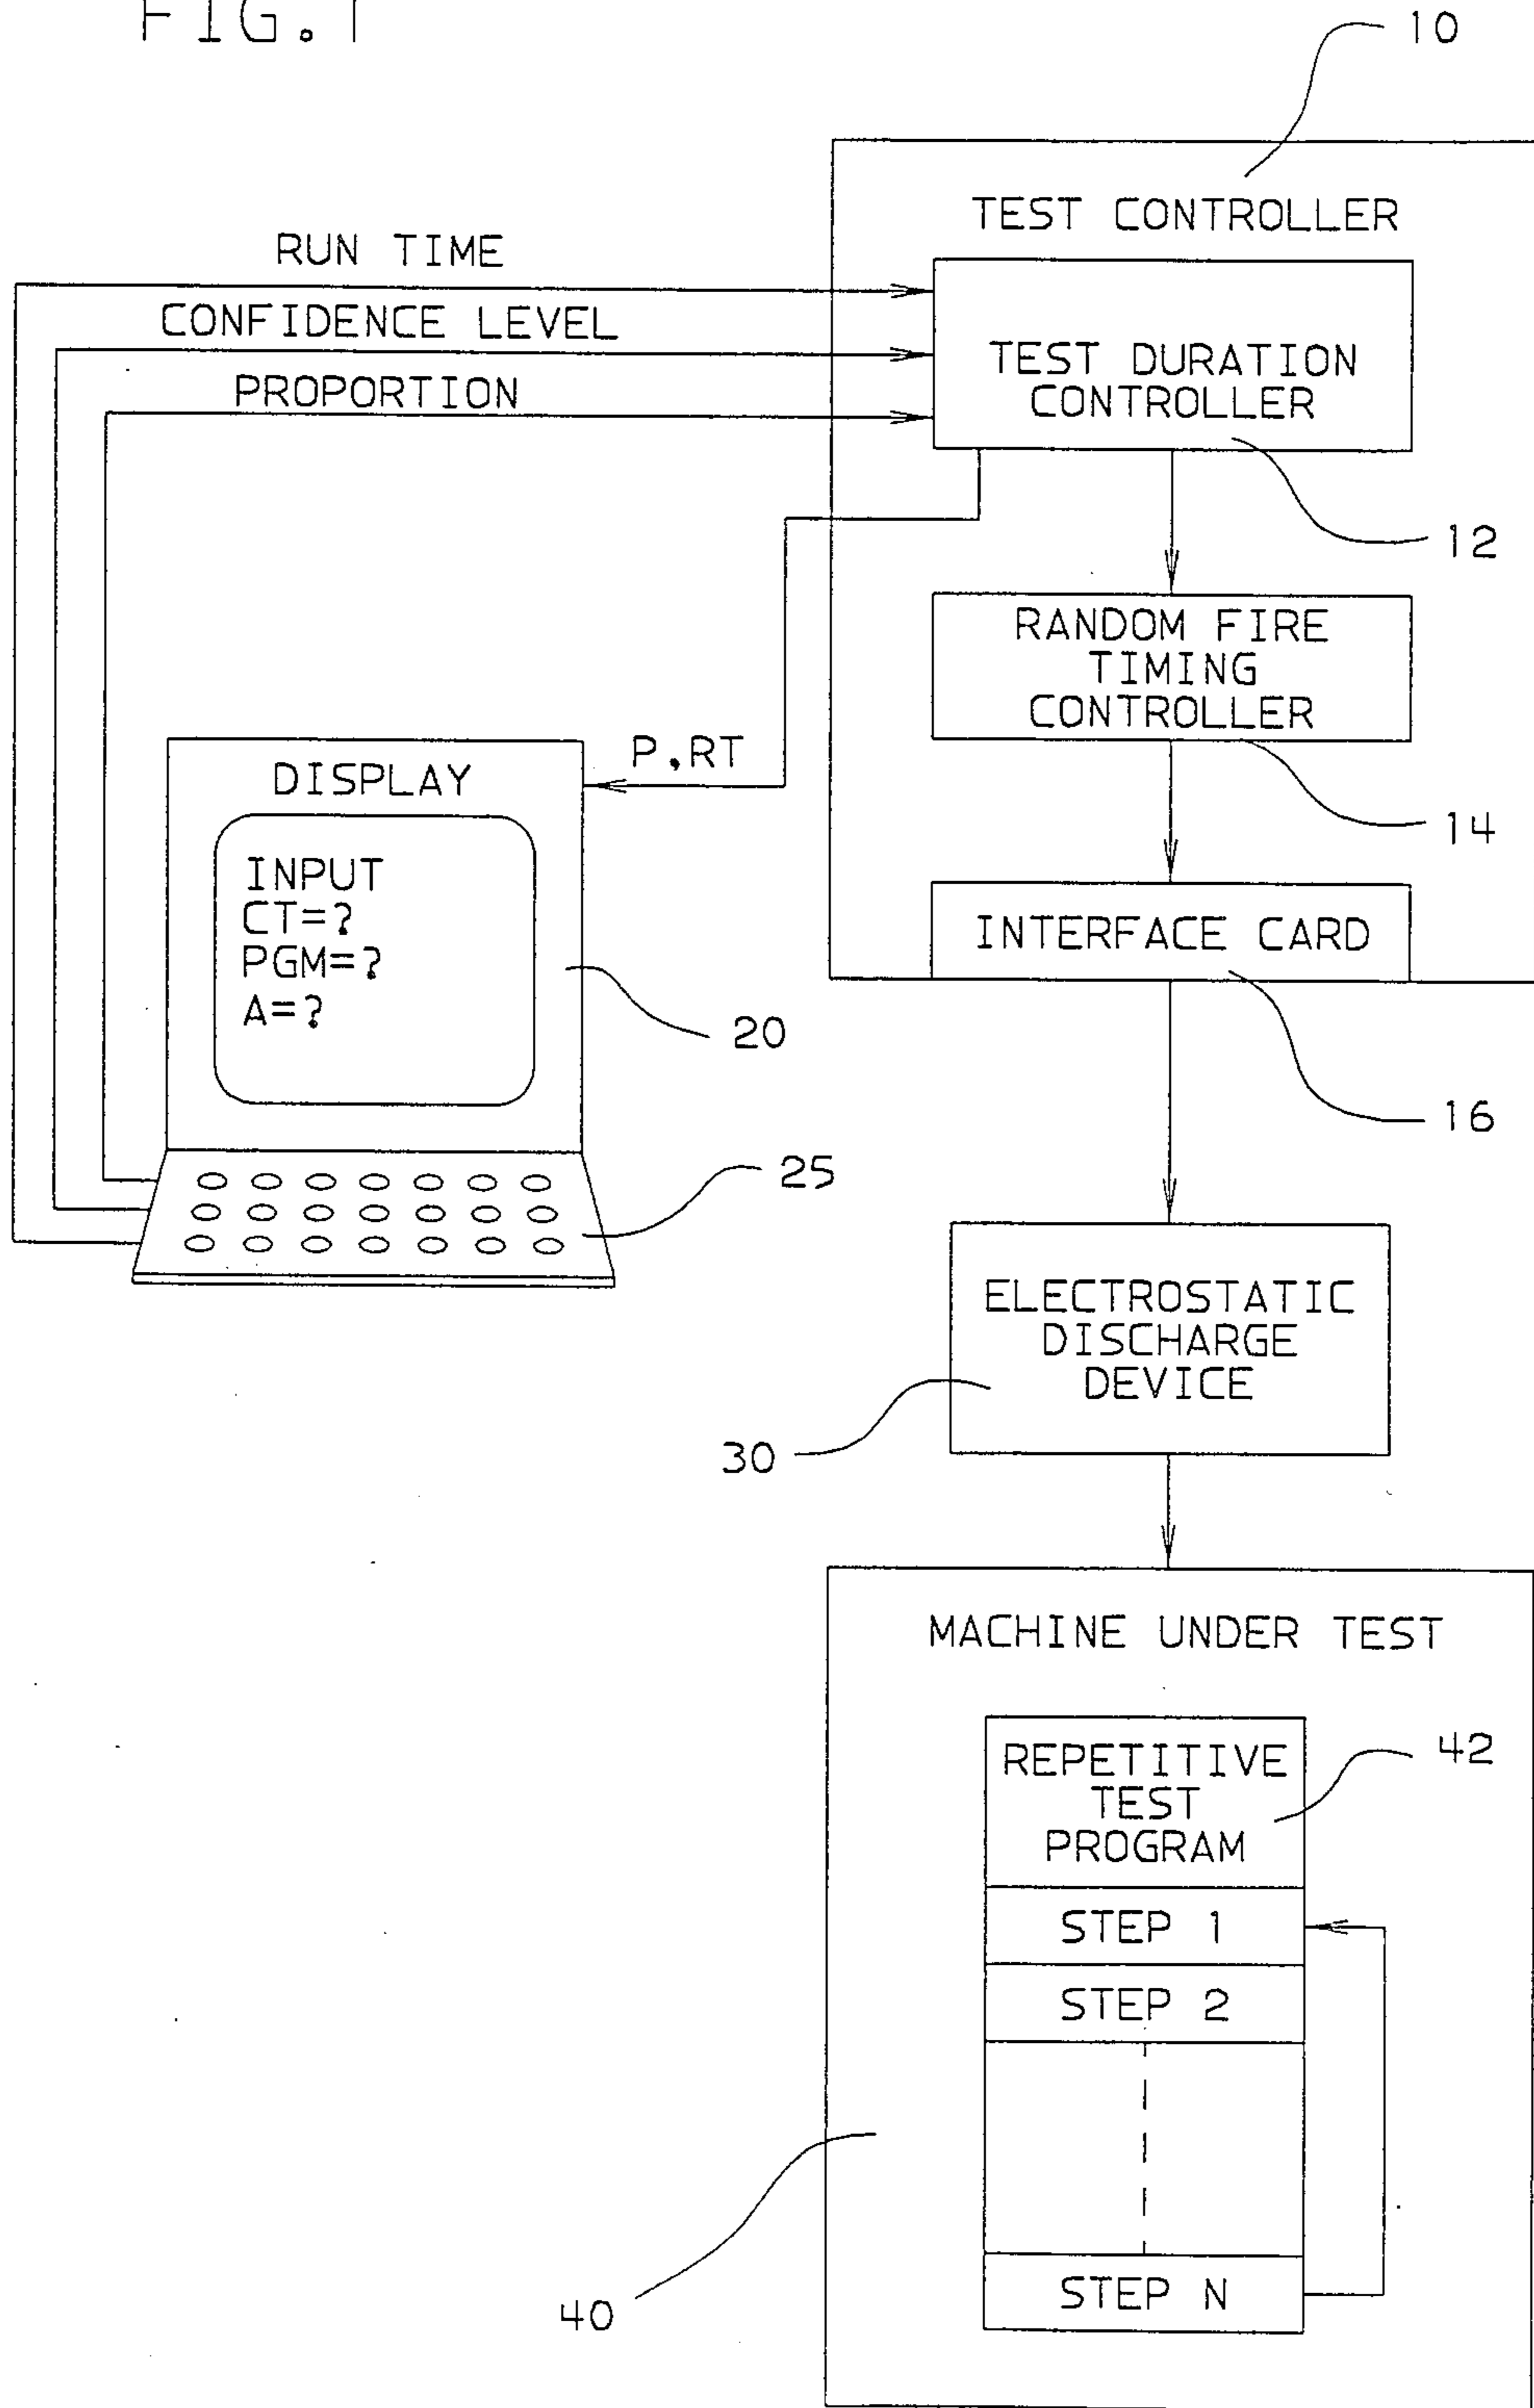 FIG. 1
10
TEST CONTROLLER
RUN TIME
CONFIDENCE LEVEL
PROPORTION
TEST DURATION
CONTROLLER
12
RANDOM FIRE
TIMING
CONTROLLER
14
P,RT
DISPLAY
INPUT
CT=?
PGM=?
A=?
20
INTERFACE CARD
16
25
ELECTROSTATIC
DISCHARGE
DEVICE
30
MACHINE UNDER TEST
REPETITIVE
TEST
PROGRAM
42
STEP 1
STEP 2
STEP N
40